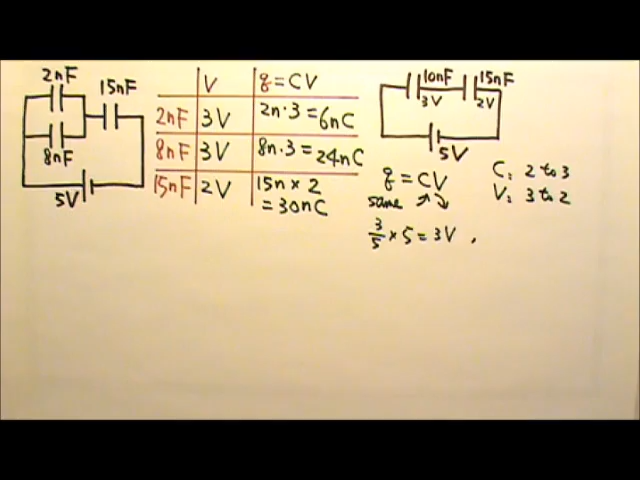 2nF
15nF
8nF
5V
V q = CV
2nF 3V 2n·3 = 6nC
8nF 3V 8n·3 = 24nC
15nF 2V 15n × 2
= 30nC
10nF 15nF
3V 2V
5V
q = CV
same
C: 2 to 3
V: 3 to 2
3/5 × 5 = 3V ,